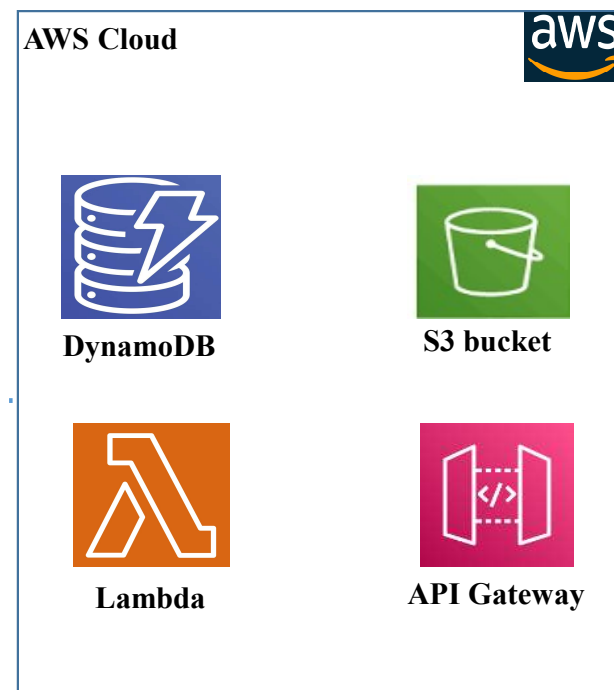 AWS Cloud
aws
DynamoDB
S3 bucket
</>
Lambda
API Gateway